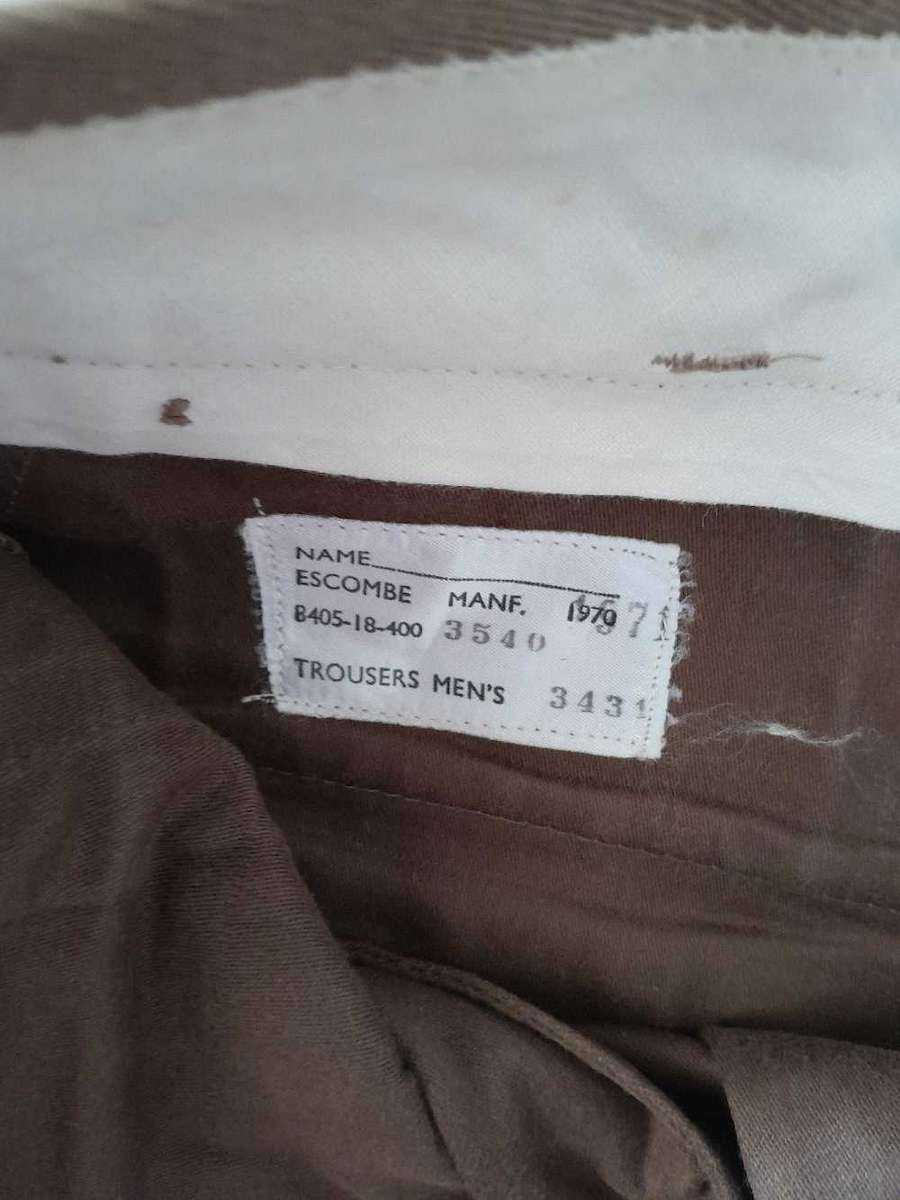 NAME
ESCOMBE MANF. 1970
8405-18-400 3540
TROUSERS MEN'S 3431